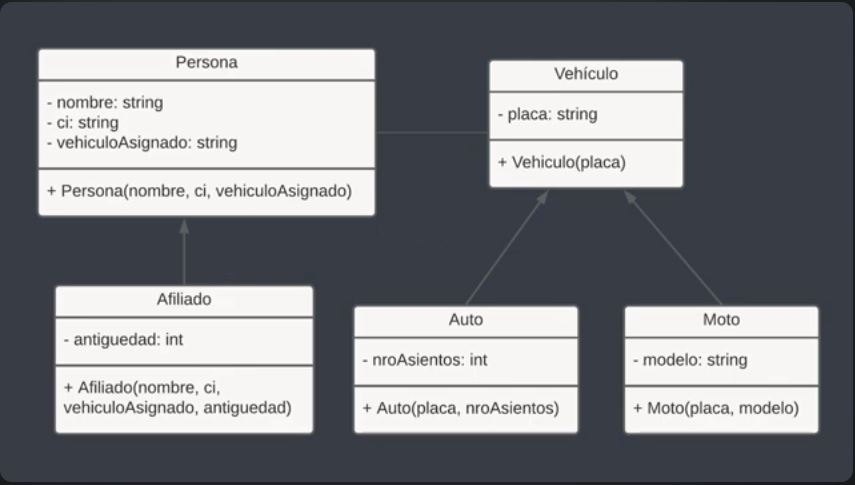 Persona
- nombre: string
- ci: string
- vehiculoAsignado: string
+ Persona(nombre, ci, vehiculoAsignado)
Vehículo
- placa: string
+ Vehiculo(placa)
Afiliado
- antiguedad: int
+ Afiliado(nombre, ci,
vehiculoAsignado, antiguedad)
Auto
- nroAsientos: int
+ Auto(placa, nroAsientos)
Moto
- modelo: string
+ Moto(placa, modelo)